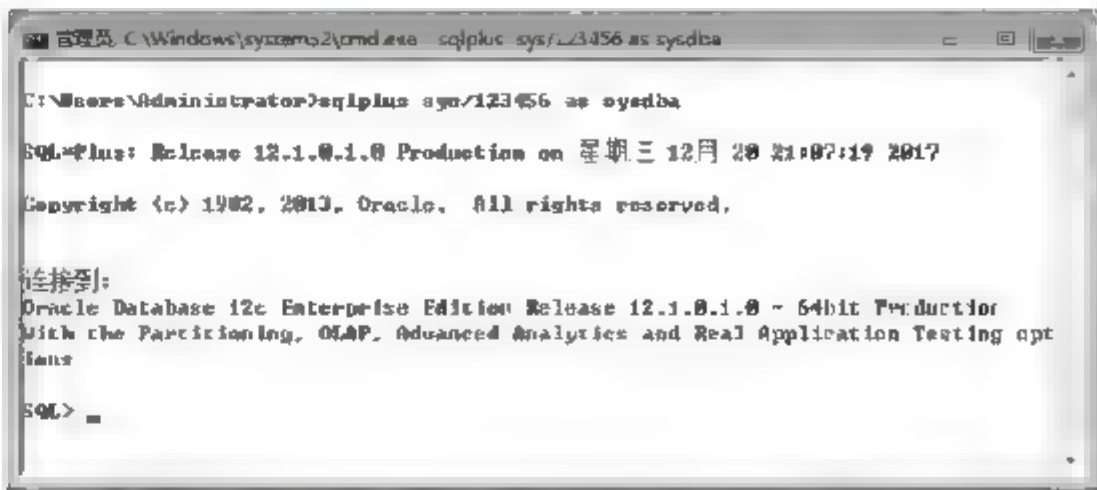 管理员: C:\Windows\system32\cmd.exe - sqlplus sys/123456 as sysdba
C:\Users\Administrator>sqlplus sys/123456 as sysdba
SQL*Plus: Release 12.1.0.1.0 Production on 星期三 12月 20 21:07:19 2017
Copyright (c) 1982, 2013, Oracle.  All rights reserved.
连接到:
Oracle Database 12c Enterprise Edition Release 12.1.0.1.0 - 64bit Production
With the Partitioning, OLAP, Advanced Analytics and Real Application Testing opt
ions
SQL>